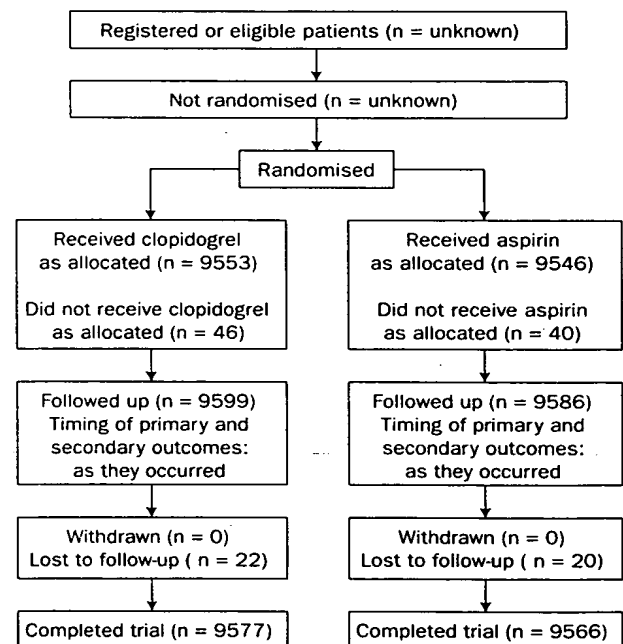 Registered or eligible patients (n = unknown)
Not randomised (n = unknown)
Randomised
Received clopidogrel
as allocated (n = 9553)
Did not receive clopidogrel
as allocated (n = 46)
Received aspirin
as allocated (n = 9546)
Did not receive aspirin
as allocated (n = 40)
Followed up (n = 9599)
Timing of primary and
secondary outcomes:
as they occurred
Followed up (n = 9586)
Timing of primary and
secondary outcomes:
as they occurred
Withdrawn (n = 0)
Lost to follow-up ( n = 22)
Withdrawn (n = 0)
Lost to follow-up ( n = 20)
Completed trial (n = 9577)
Completed trial (n = 9566)